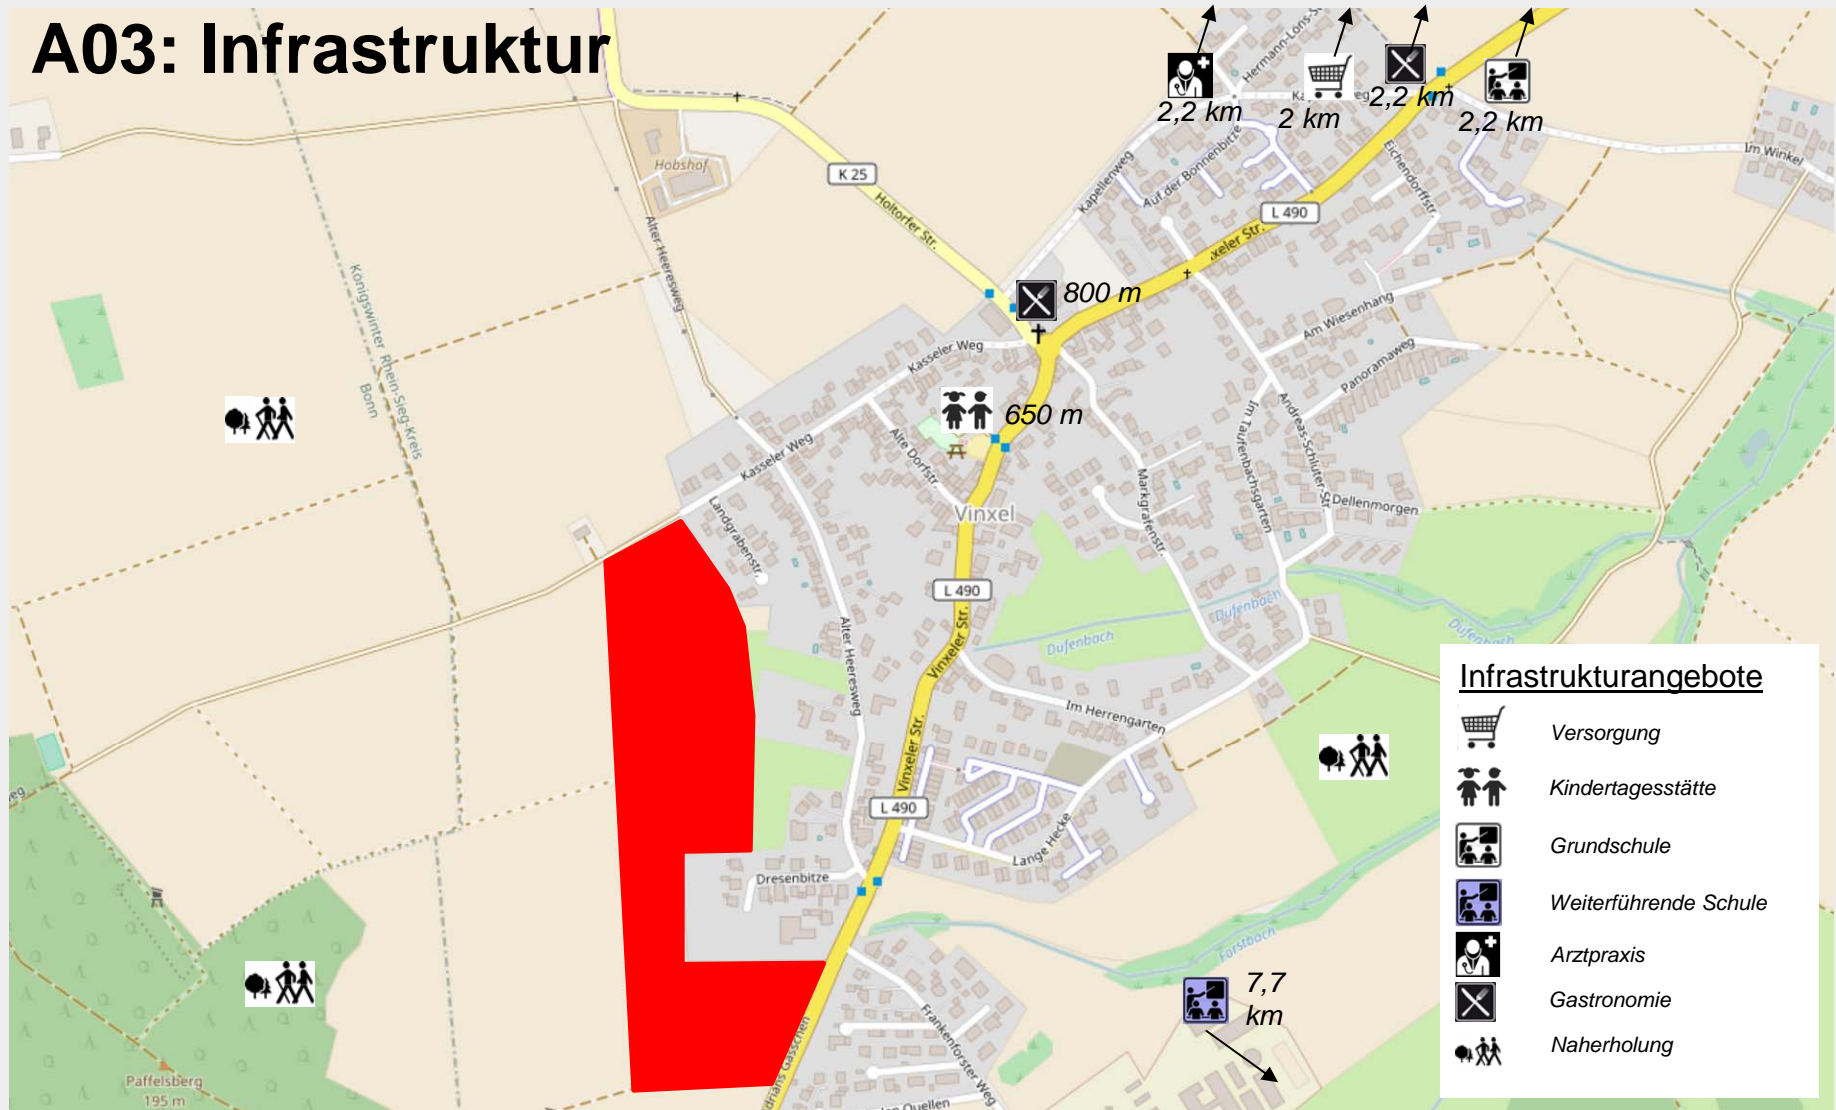 A03: Infrastruktur
2,2 km
2 km
2,2 km
2,2 km
Hobshof
K 25
Holtorfer Str.
Kapellenweg
Auf der Bonnenbitze
Eichendorffstr.
Im Winkel
L 490
Alter Heeresweg
Königswinter Rhein-Sieg-Kreis
Bonn
800 m
Kasseler Weg
Am Wiesenhang
Panoramaweg
650 m
Alte Dorfstr.
Kasseler Weg
Im Taufenbachsgarten
Andreas-Schlüter-Str
Dellenmorgen
Markgrafenstr.
Landgrabenstr.
Vinxel
L 490
Dufenbach
Dufenbach
Dufenbach
Alter Heeresweg
Vinxeler Str.
Im Herrengarten
Vinxeler Str.
L 490
Lange Hecke
Dresenbitze
Forstbach
7,7
km
Frankenforster Weg
Paffelsberg
195 m
Infrastrukturangebote
Versorgung
Kindertagesstätte
Grundschule
Weiterführende Schule
Arztpraxis
Gastronomie
Naherholung